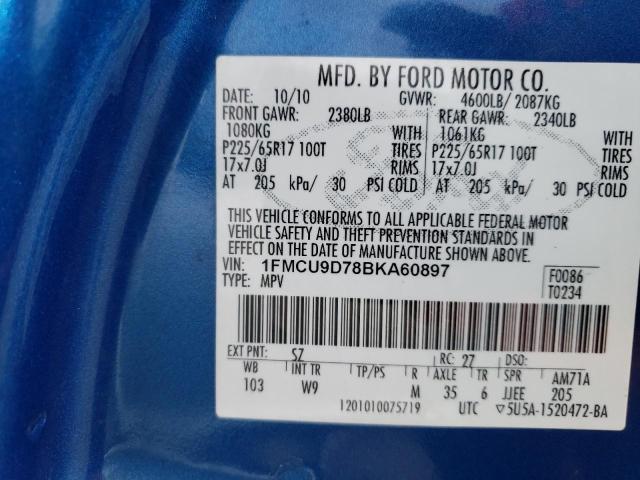 MFD. BY FORD MOTOR CO.
DATE: 10/10 GVWR: 4600LB/ 2087KG
FRONT GAWR: 2380LB REAR GAWR: 2340LB
1080KG WITH 1061KG WITH
P225/65R17 100T TIRES P225/65R17 100T TIRES
17x7.0J RIMS 17x7.0J RIMS
AT 205 kPa/ 30 PSI COLD AT 205 kPa/ 30 PSI COLD
THIS VEHICLE CONFORMS TO ALL APPLICABLE FEDERAL MOTOR
VEHICLE SAFETY AND THEFT PREVENTION STANDARDS IN
EFFECT ON THE DATE OF MANUFACTURE SHOWN ABOVE.
VIN: 1FMCU9D78BKA60897 F0086
TYPE: MPV T0234
EXT PNT: SZ RC: 27 DSO:
WB INT TR TP/PS R AXLE TR SPR AM71A
103 W9 M 35 6 JJEE 205
1201010075719 UTC ▽5U5A-1520472-BA